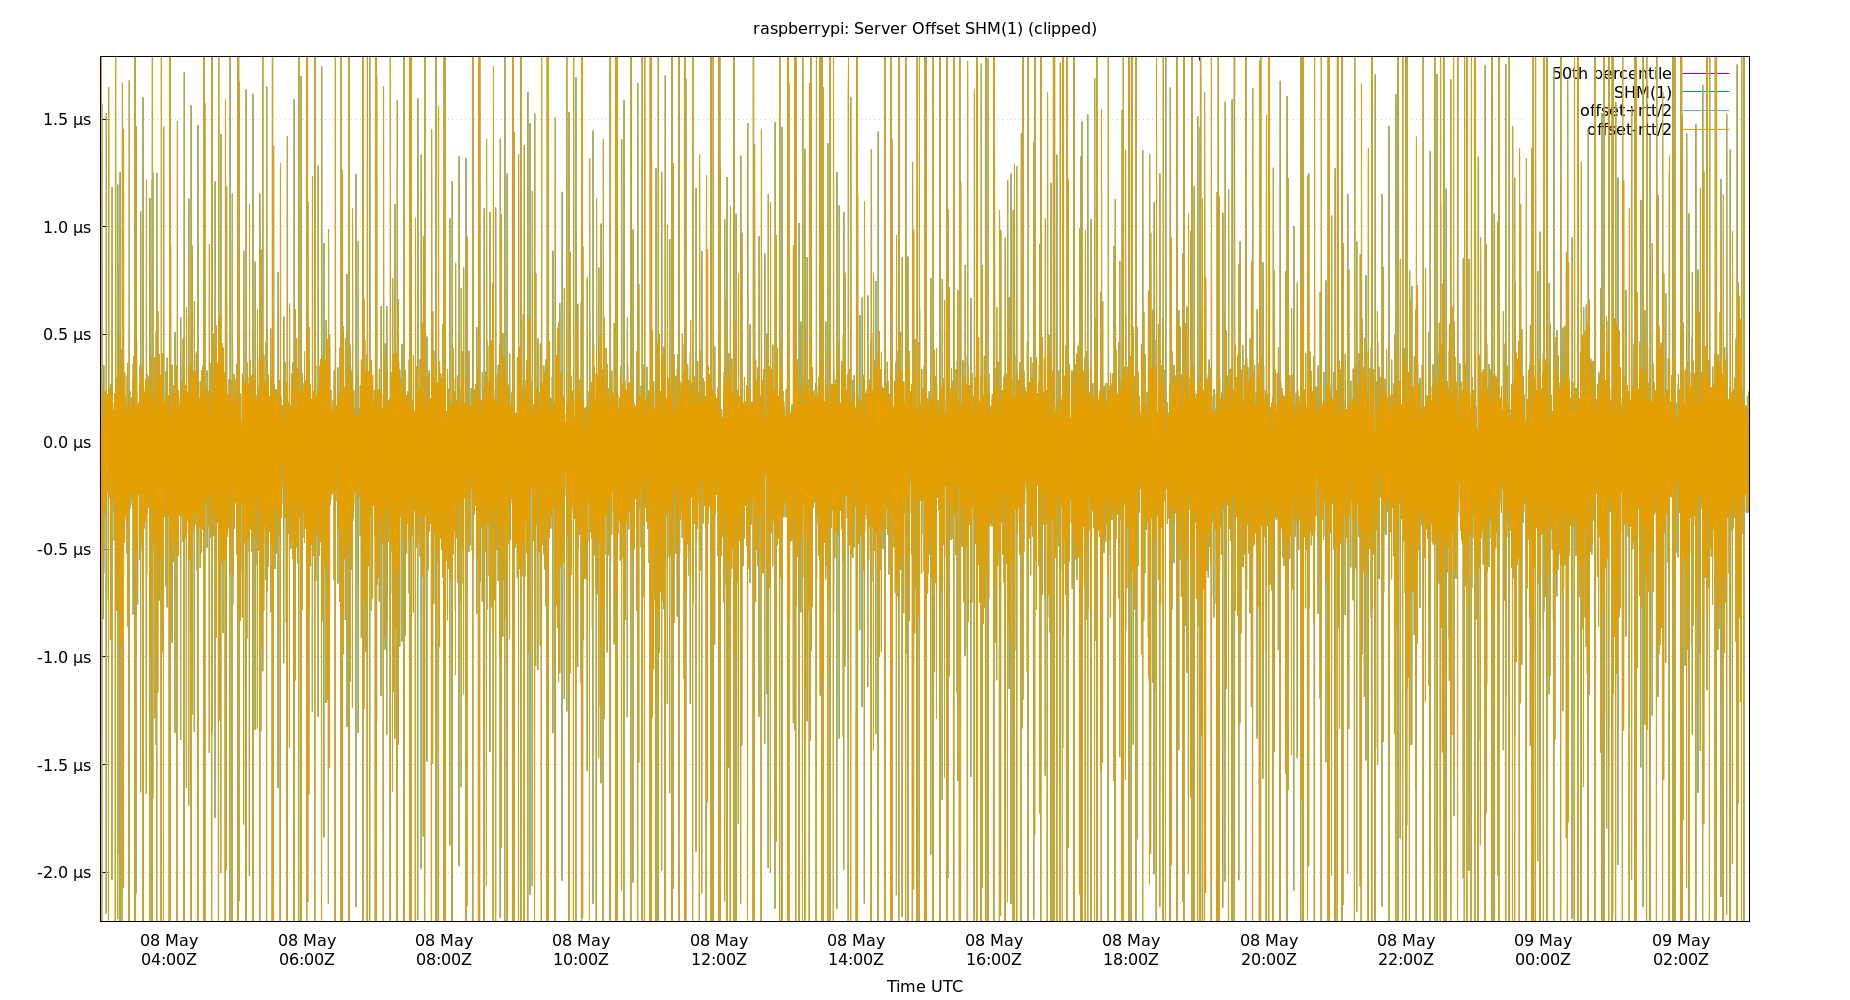 raspberrypi: Server Offset SHM(1) (clipped)
50th percentile
SHM(1)
offset+rtt/2
offset-rtt/2
1.5 µs
1.0 µs
0.5 µs
0.0 µs
-0.5 µs
-1.0 µs
-1.5 µs
-2.0 µs
08 May 08 May 08 May 08 May 08 May 08 May 08 May 08 May 08 May 08 May 09 May 09 May
04:00Z 06:00Z 08:00Z 10:00Z 12:00Z 14:00Z 16:00Z 18:00Z 20:00Z 22:00Z 00:00Z 02:00Z
Time UTC